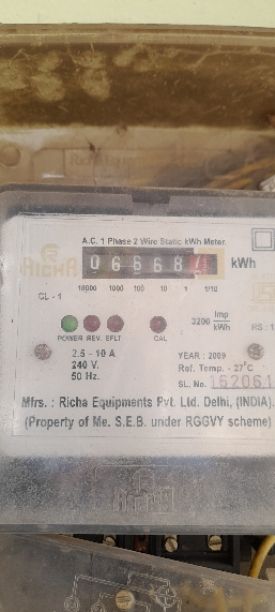 A.C. 1 Phase 2 Wire Static kWh Meter.
RICHA
06668 kWh
CL - 1
10000 1000 100 10 1 1/10
3200 Imp/kWh
POWER REV. EFLT CAL
2.5 - 10 A
240 V.
50 Hz.
YEAR : 2009
Ref. Temp. - 27°C
SL. No. 152061
Mfrs. : Richa Equipments Pvt. Ltd. Delhi, (INDIA).
(Property of Me. S.E.B. under RGGVY scheme)